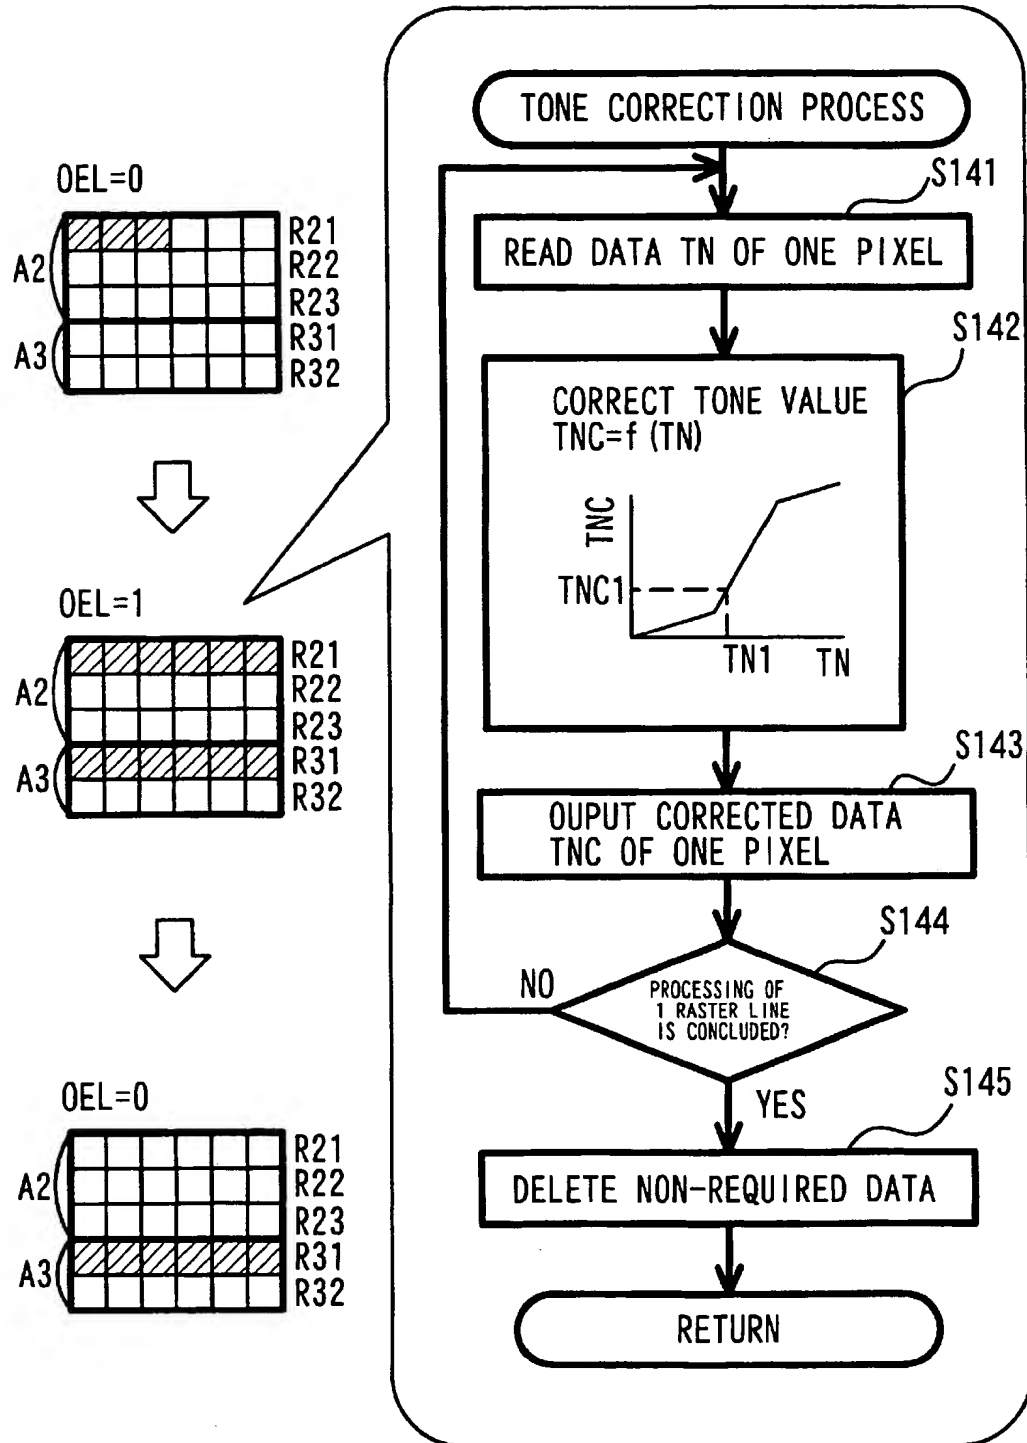 OEL=0
A2
A3
R21
R22
R23
R31
R32
OEL=1
A2
A3
R21
R22
R23
R31
R32
OEL=0
A2
A3
R21
R22
R23
R31
R32
TONE CORRECTION PROCESS
S141
READ DATA TN OF ONE PIXEL
S142
CORRECT TONE VALUE
TNC=f (TN)
TNC
TNC1
TN1
TN
S143
OUPUT CORRECTED DATA
TNC OF ONE PIXEL
S144
NO
PROCESSING OF
1 RASTER LINE
IS CONCLUDED?
YES
S145
DELETE NON-REQUIRED DATA
RETURN